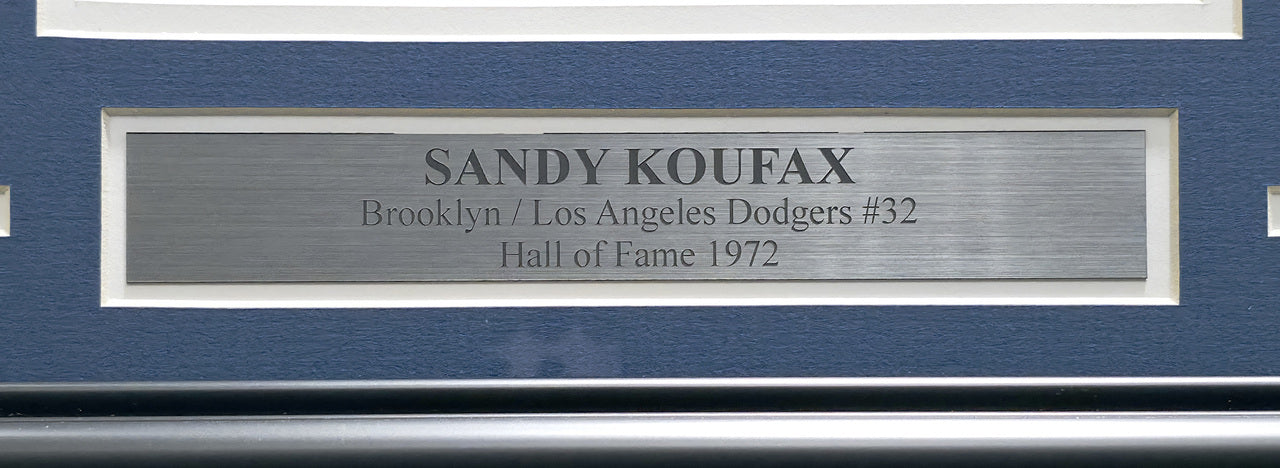 SANDY KOUFAX
Brooklyn / Los Angeles Dodgers #32
Hall of Fame 1972